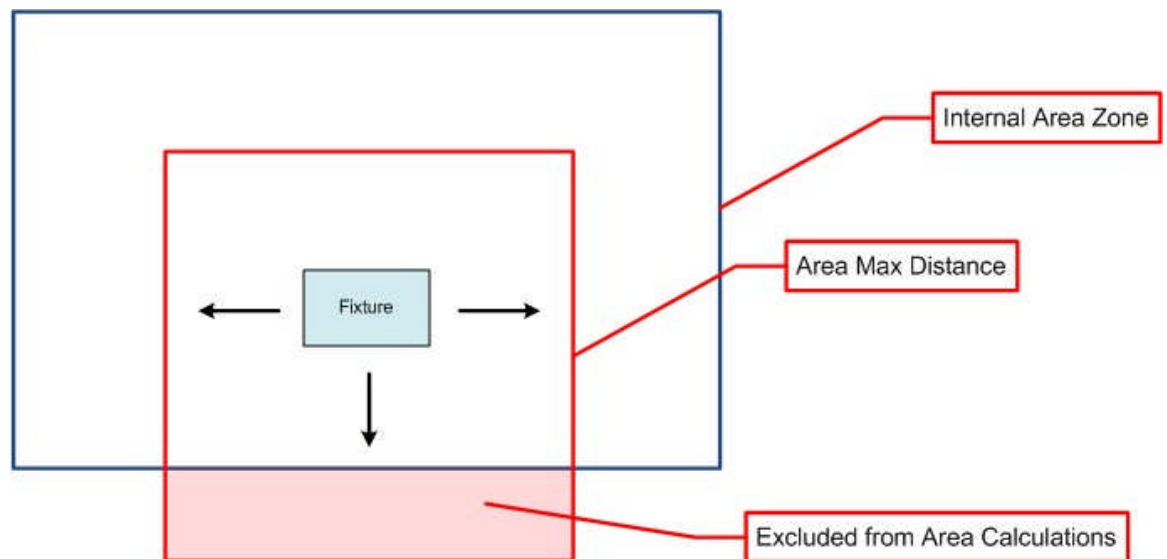 Internal Area Zone
Area Max Distance
Fixture
Excluded from Area Calculations